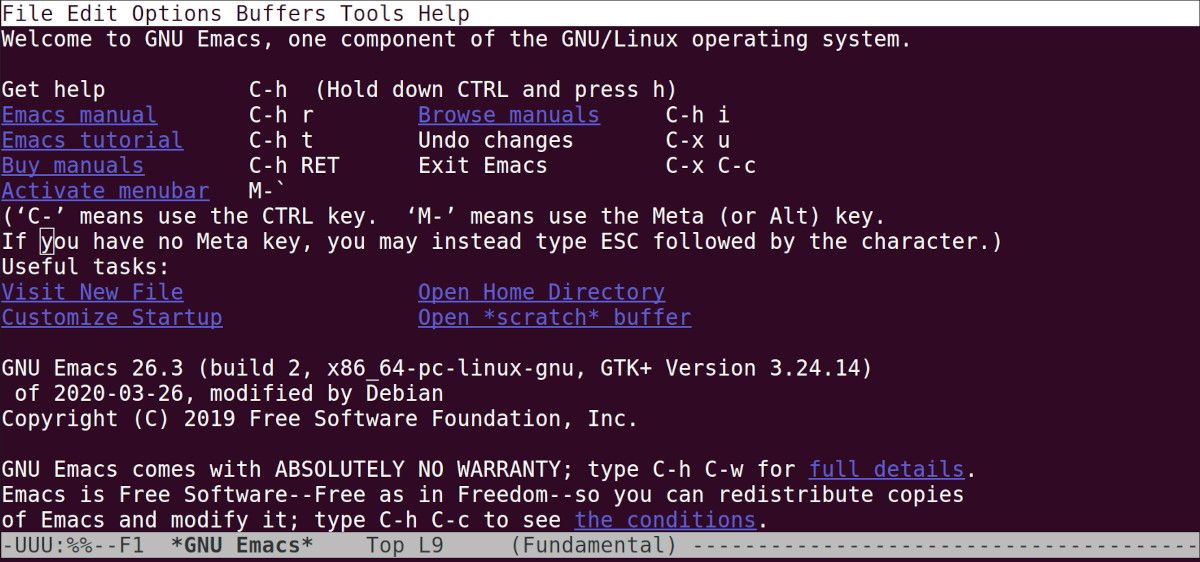 File Edit Options Buffers Tools Help
Welcome to GNU Emacs, one component of the GNU/Linux operating system.
Get help           C-h  (Hold down CTRL and press h)
Emacs manual       C-h r        Browse manuals     C-h i
Emacs tutorial     C-h t        Undo changes       C-x u
Buy manuals        C-h RET      Exit Emacs         C-x C-c
Activate menubar   M-`
(‘C-’ means use the CTRL key.  ‘M-’ means use the Meta (or Alt) key.
If you have no Meta key, you may instead type ESC followed by the character.)
Useful tasks:
Visit New File                  Open Home Directory
Customize Startup               Open *scratch* buffer
GNU Emacs 26.3 (build 2, x86_64-pc-linux-gnu, GTK+ Version 3.24.14)
 of 2020-03-26, modified by Debian
Copyright (C) 2019 Free Software Foundation, Inc.
GNU Emacs comes with ABSOLUTELY NO WARRANTY; type C-h C-w for full details.
Emacs is Free Software--Free as in Freedom--so you can redistribute copies
of Emacs and modify it; type C-h C-c to see the conditions.
-UUU:%%--F1  *GNU Emacs*    Top L9     (Fundamental) ---------------------------------------